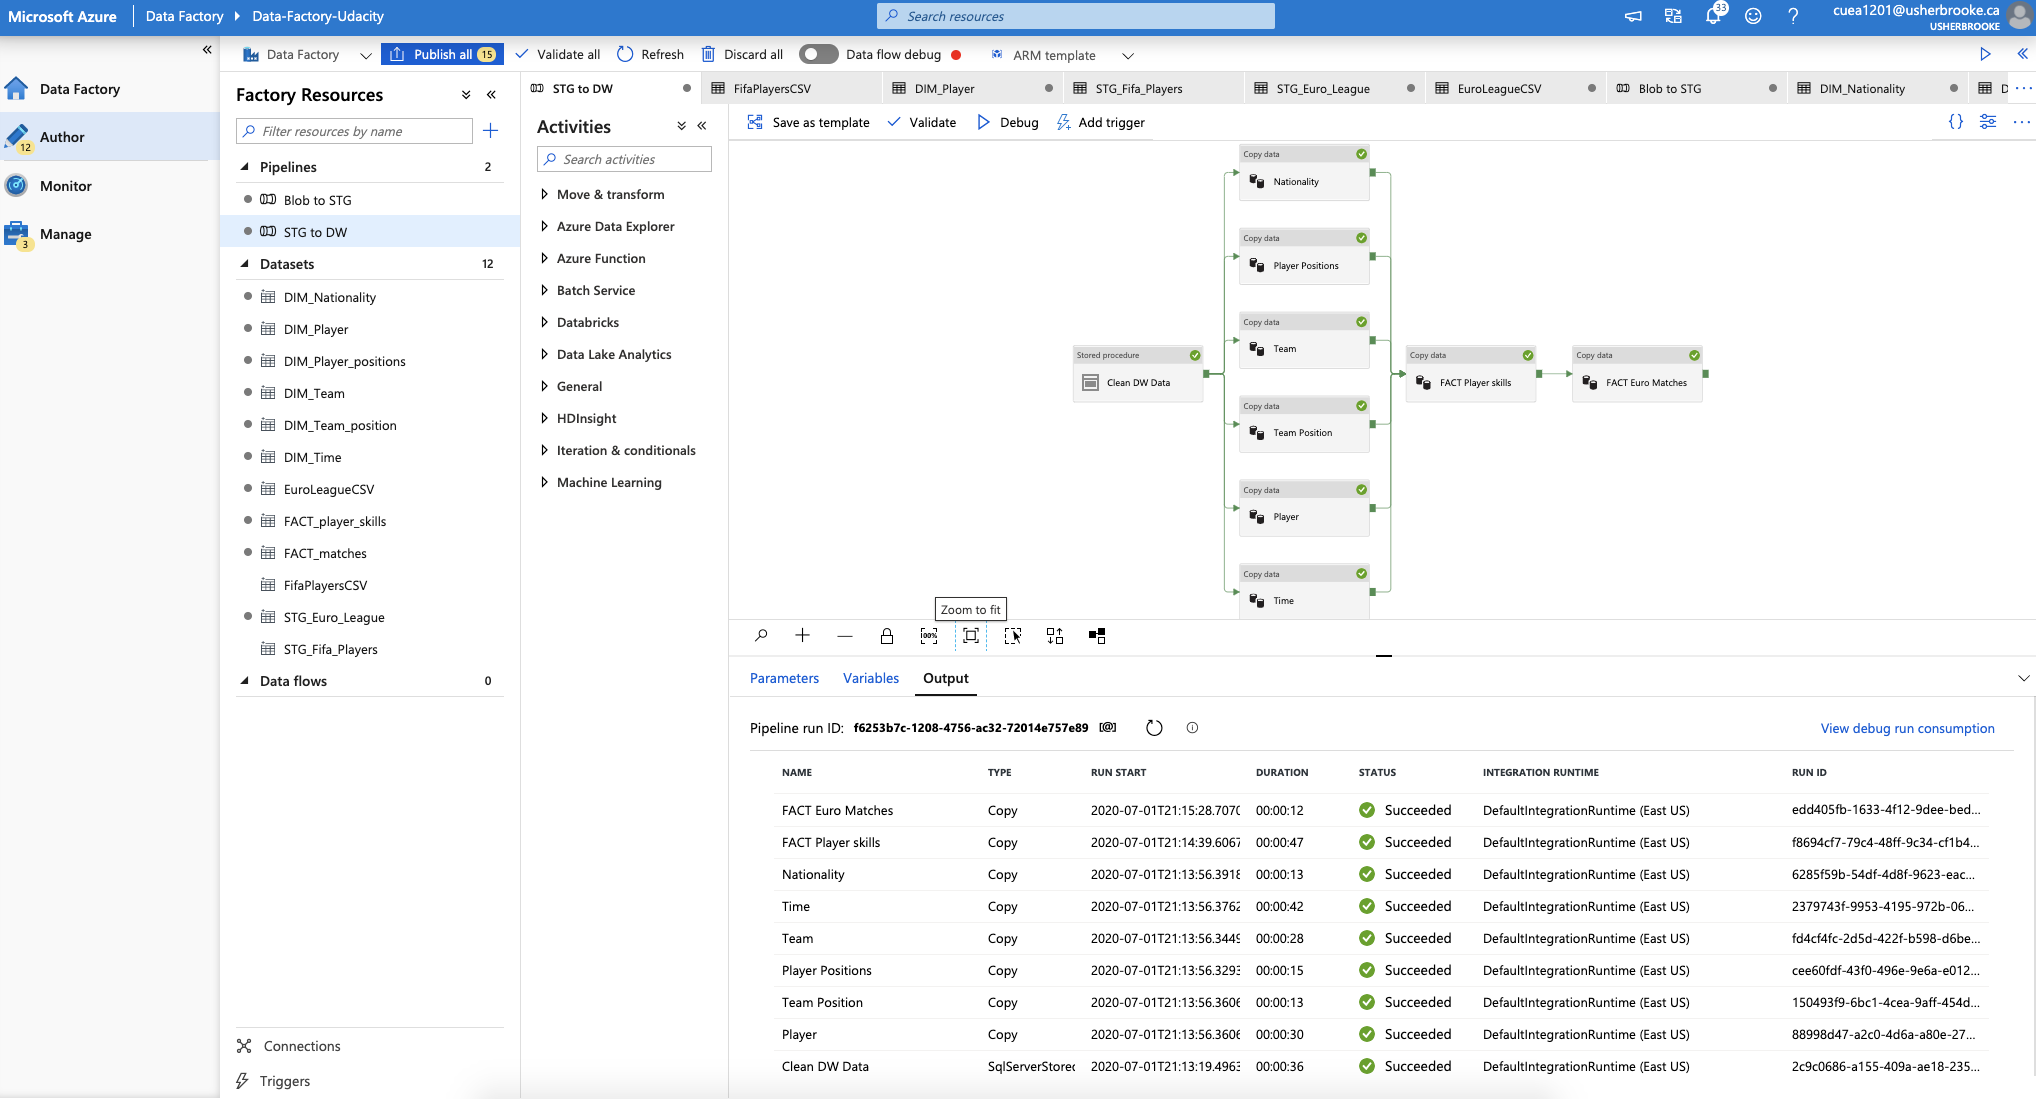 Microsoft Azure
Data Factory
Data-Factory-Udacity
Search resources
33
cuea1201@usherbrooke.ca
USHERBROOKE
Data Factory
Author
12
Monitor
Manage
3
Data Factory
Publish all
15
Validate all
Refresh
Discard all
Data flow debug
ARM template
Factory Resources
Filter resources by name
Pipelines
2
Blob to STG
STG to DW
Datasets
12
DIM_Nationality
DIM_Player
DIM_Player_positions
DIM_Team
DIM_Team_position
DIM_Time
EuroLeagueCSV
FACT_player_skills
FACT_matches
FifaPlayersCSV
STG_Euro_League
STG_Fifa_Players
Data flows
0
Connections
Triggers
STG to DW
FifaPlayersCSV
DIM_Player
STG_Fifa_Players
STG_Euro_League
EuroLeagueCSV
Blob to STG
DIM_Nationality
D
Activities
Search activities
Move & transform
Azure Data Explorer
Azure Function
Batch Service
Databricks
Data Lake Analytics
General
HDInsight
Iteration & conditionals
Machine Learning
Save as template
Validate
Debug
Add trigger
Copy data
Nationality
Copy data
Player Positions
Copy data
Team
Stored procedure
Clean DW Data
Copy data
FACT Player skills
Copy data
FACT Euro Matches
Copy data
Team Position
Copy data
Player
Copy data
Time
Zoom to fit
100%
Parameters
Variables
Output
Pipeline run ID: f6253b7c-1208-4756-ac32-72014e757e89
View debug run consumption
NAME TYPE RUN START DURATION STATUS INTEGRATION RUNTIME RUN ID
FACT Euro Matches Copy 2020-07-01T21:15:28.7070 00:00:12 Succeeded DefaultIntegrationRuntime (East US) edd405fb-1633-4f12-9dee-bed...
FACT Player skills Copy 2020-07-01T21:14:39.6067 00:00:47 Succeeded DefaultIntegrationRuntime (East US) f8694cf7-79c4-48ff-9c34-cf1b4...
Nationality Copy 2020-07-01T21:13:56.3918 00:00:13 Succeeded DefaultIntegrationRuntime (East US) 6285f59b-54df-4d8f-9623-eac...
Time Copy 2020-07-01T21:13:56.3762 00:00:42 Succeeded DefaultIntegrationRuntime (East US) 2379743f-9953-4195-972b-06...
Team Copy 2020-07-01T21:13:56.3449 00:00:28 Succeeded DefaultIntegrationRuntime (East US) fd4cf4fc-2d5d-422f-b598-d6be...
Player Positions Copy 2020-07-01T21:13:56.3293 00:00:15 Succeeded DefaultIntegrationRuntime (East US) cee60fdf-43f0-496e-9e6a-e012...
Team Position Copy 2020-07-01T21:13:56.3606 00:00:13 Succeeded DefaultIntegrationRuntime (East US) 150493f9-6bc1-4cea-9aff-454d...
Player Copy 2020-07-01T21:13:56.3606 00:00:30 Succeeded DefaultIntegrationRuntime (East US) 88998d47-a2c0-4d6a-a80e-27...
Clean DW Data SqlServerStored 2020-07-01T21:13:19.4963 00:00:36 Succeeded DefaultIntegrationRuntime (East US) 2c9c0686-a155-409a-ae18-235...